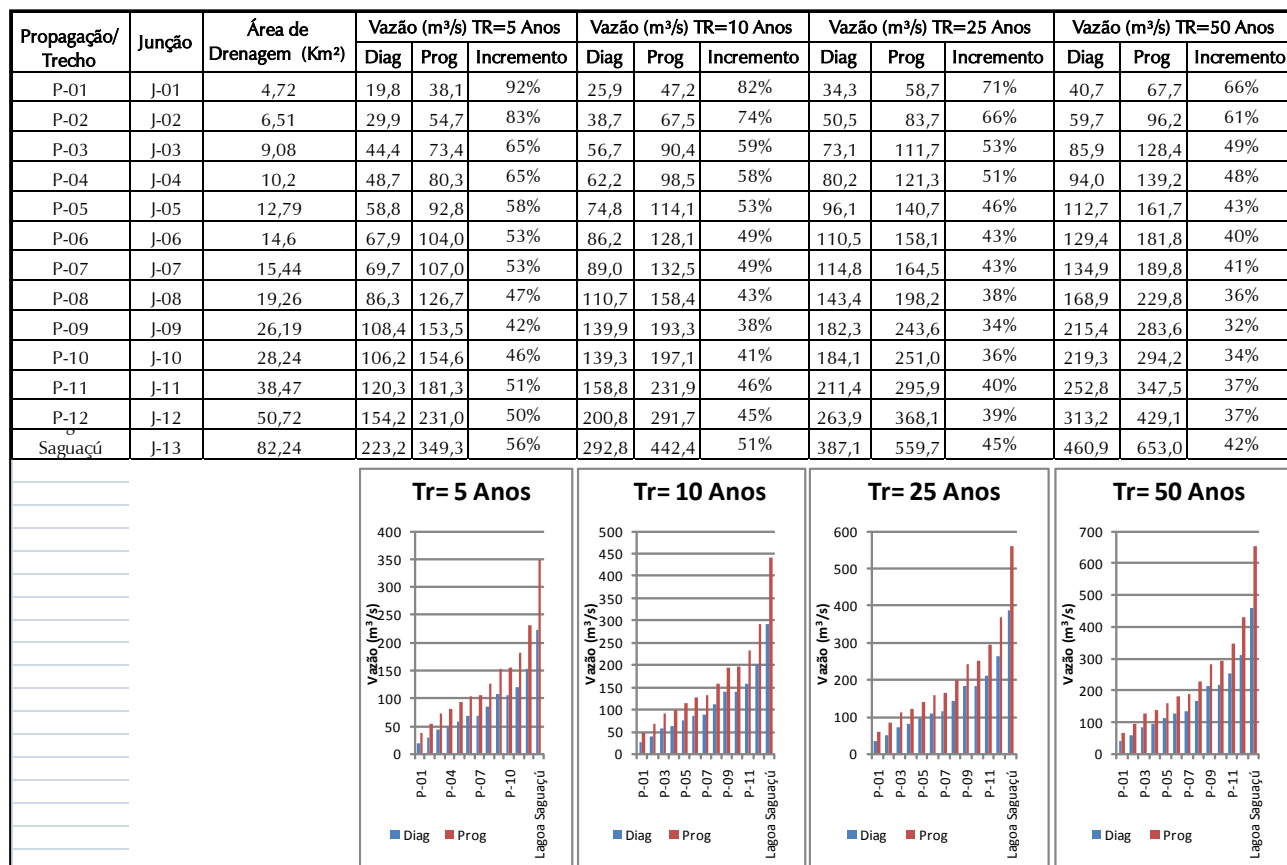 Propagação/ Trecho Junção Área de Drenagem (Km²) Vazão (m³/s) TR=5 Anos Vazão (m³/s) TR=10 Anos Vazão (m³/s) TR=25 Anos Vazão (m³/s) TR=50 Anos
Diag Prog Incremento Diag Prog Incremento Diag Prog Incremento Diag Prog Incremento
P-01 J-01 4,72 19,8 38,1 92% 25,9 47,2 82% 34,3 58,7 71% 40,7 67,7 66%
P-02 J-02 6,51 29,9 54,7 83% 38,7 67,5 74% 50,5 83,7 66% 59,7 96,2 61%
P-03 J-03 9,08 44,4 73,4 65% 56,7 90,4 59% 73,1 111,7 53% 85,9 128,4 49%
P-04 J-04 10,2 48,7 80,3 65% 62,2 98,5 58% 80,2 121,3 51% 94,0 139,2 48%
P-05 J-05 12,79 58,8 92,8 58% 74,8 114,1 53% 96,1 140,7 46% 112,7 161,7 43%
P-06 J-06 14,6 67,9 104,0 53% 86,2 128,1 49% 110,5 158,1 43% 129,4 181,8 40%
P-07 J-07 15,44 69,7 107,0 53% 89,0 132,5 49% 114,8 164,5 43% 134,9 189,8 41%
P-08 J-08 19,26 86,3 126,7 47% 110,7 158,4 43% 143,4 198,2 38% 168,9 229,8 36%
P-09 J-09 26,19 108,4 153,5 42% 139,9 193,3 38% 182,3 243,6 34% 215,4 283,6 32%
P-10 J-10 28,24 106,2 154,6 46% 139,3 197,1 41% 184,1 251,0 36% 219,3 294,2 34%
P-11 J-11 38,47 120,3 181,3 51% 158,8 231,9 46% 211,4 295,9 40% 252,8 347,5 37%
P-12 J-12 50,72 154,2 231,0 50% 200,8 291,7 45% 263,9 368,1 39% 313,2 429,1 37%
Saguaçú J-13 82,24 223,2 349,3 56% 292,8 442,4 51% 387,1 559,7 45% 460,9 653,0 42%
Tr= 5 Anos
Vazão (m³/s)
400
350
300
250
200
150
100
50
0
P-01 P-04 P-07 P-10 Lagoa Saguaçú
Diag Prog
Tr= 10 Anos
Vazão (m³/s)
500
450
400
350
300
250
200
150
100
50
0
P-01 P-03 P-05 P-07 P-09 P-11 Lagoa Saguaçú
Diag Prog
Tr= 25 Anos
Vazão (m³/s)
600
500
400
300
200
100
0
P-01 P-03 P-05 P-07 P-09 P-11 Lagoa Saguaçú
Diag Prog
Tr= 50 Anos
Vazão (m³/s)
700
600
500
400
300
200
100
0
P-01 P-03 P-05 P-07 P-09 P-11 Lagoa Saguaçú
Diag Prog